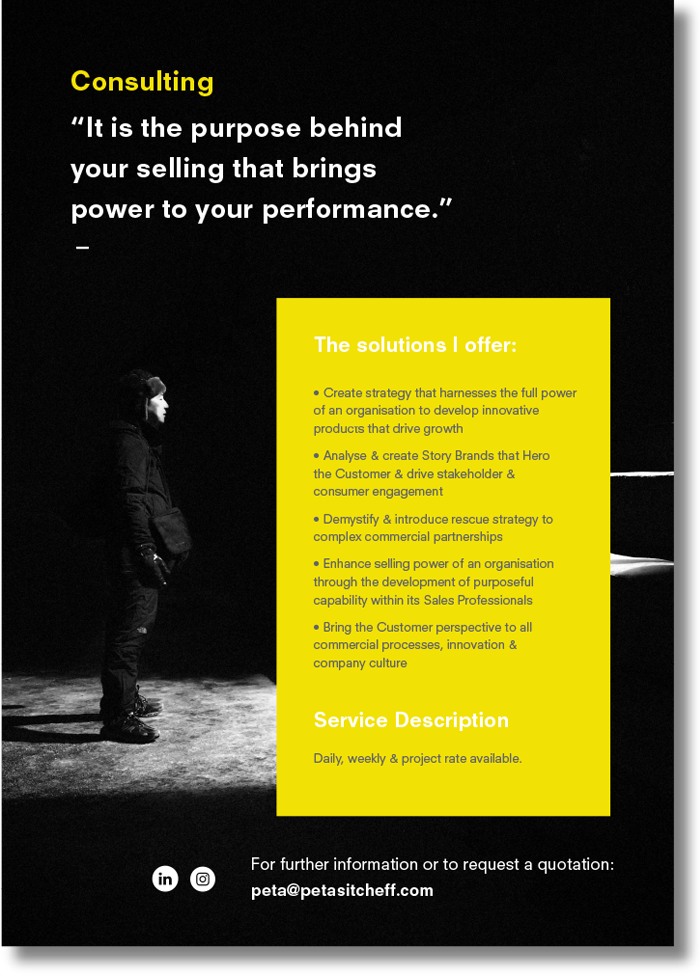 Consulting
“It is the purpose behind
your selling that brings
power to your performance.”
–
The solutions I offer:
• Create strategy that harnesses the full power
of an organisation to develop innovative
products that drive growth
• Analyse & create Story Brands that Hero
the Customer & drive stakeholder &
consumer engagement
• Demystify & introduce rescue strategy to
complex commercial partnerships
• Enhance selling power of an organisation
through the development of purposeful
capability within its Sales Professionals
• Bring the Customer perspective to all
commercial processes, innovation &
company culture
Service Description
Daily, weekly & project rate available.
in
For further information or to request a quotation:
peta@petasitcheff.com